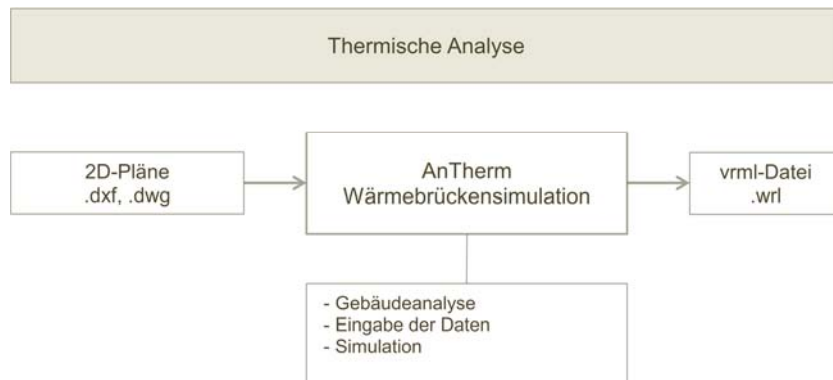 Thermische Analyse
2D-Pläne
.dxf, .dwg
AnTherm
Wärmebrückensimulation
vrml-Datei
.wrl
- Gebäudeanalyse
- Eingabe der Daten
- Simulation